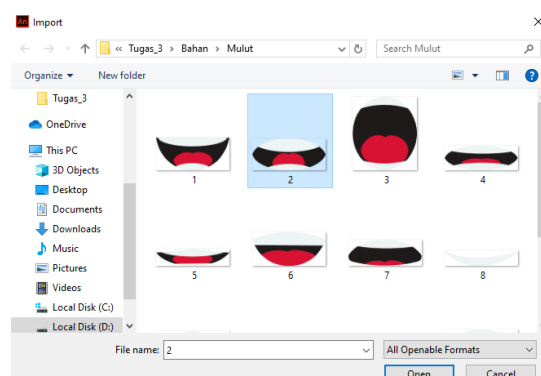 An Import
« Tugas_3 > Bahan > Mulut
Search Mulut
Organize
New folder
?
Tugas_3
OneDrive
This PC
3D Objects
Desktop
Documents
Downloads
Music
Pictures
Videos
Local Disk (C:)
Local Disk (D:)
1
2
3
4
5
6
7
8
File name:
2
All Openable Formats
Open
Cancel